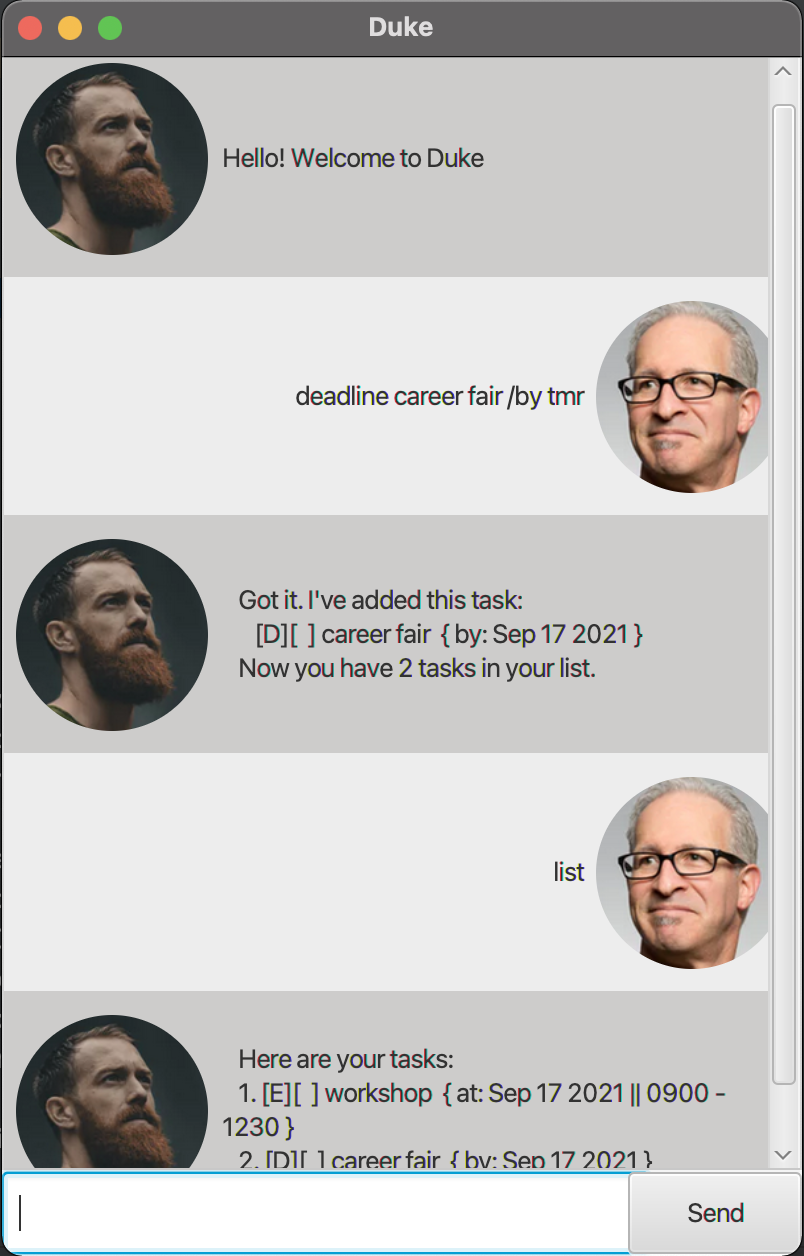 Duke
Hello! Welcome to Duke
deadline career fair /by tmr
Got it. I've added this task:
[D][ ] career fair { by: Sep 17 2021 }
Now you have 2 tasks in your list.
list
Here are your tasks:
1. [E][ ] workshop { at: Sep 17 2021 || 0900 -
1230 }
2. [D][ ] career fair { by: Sep 17 2021 }
Send